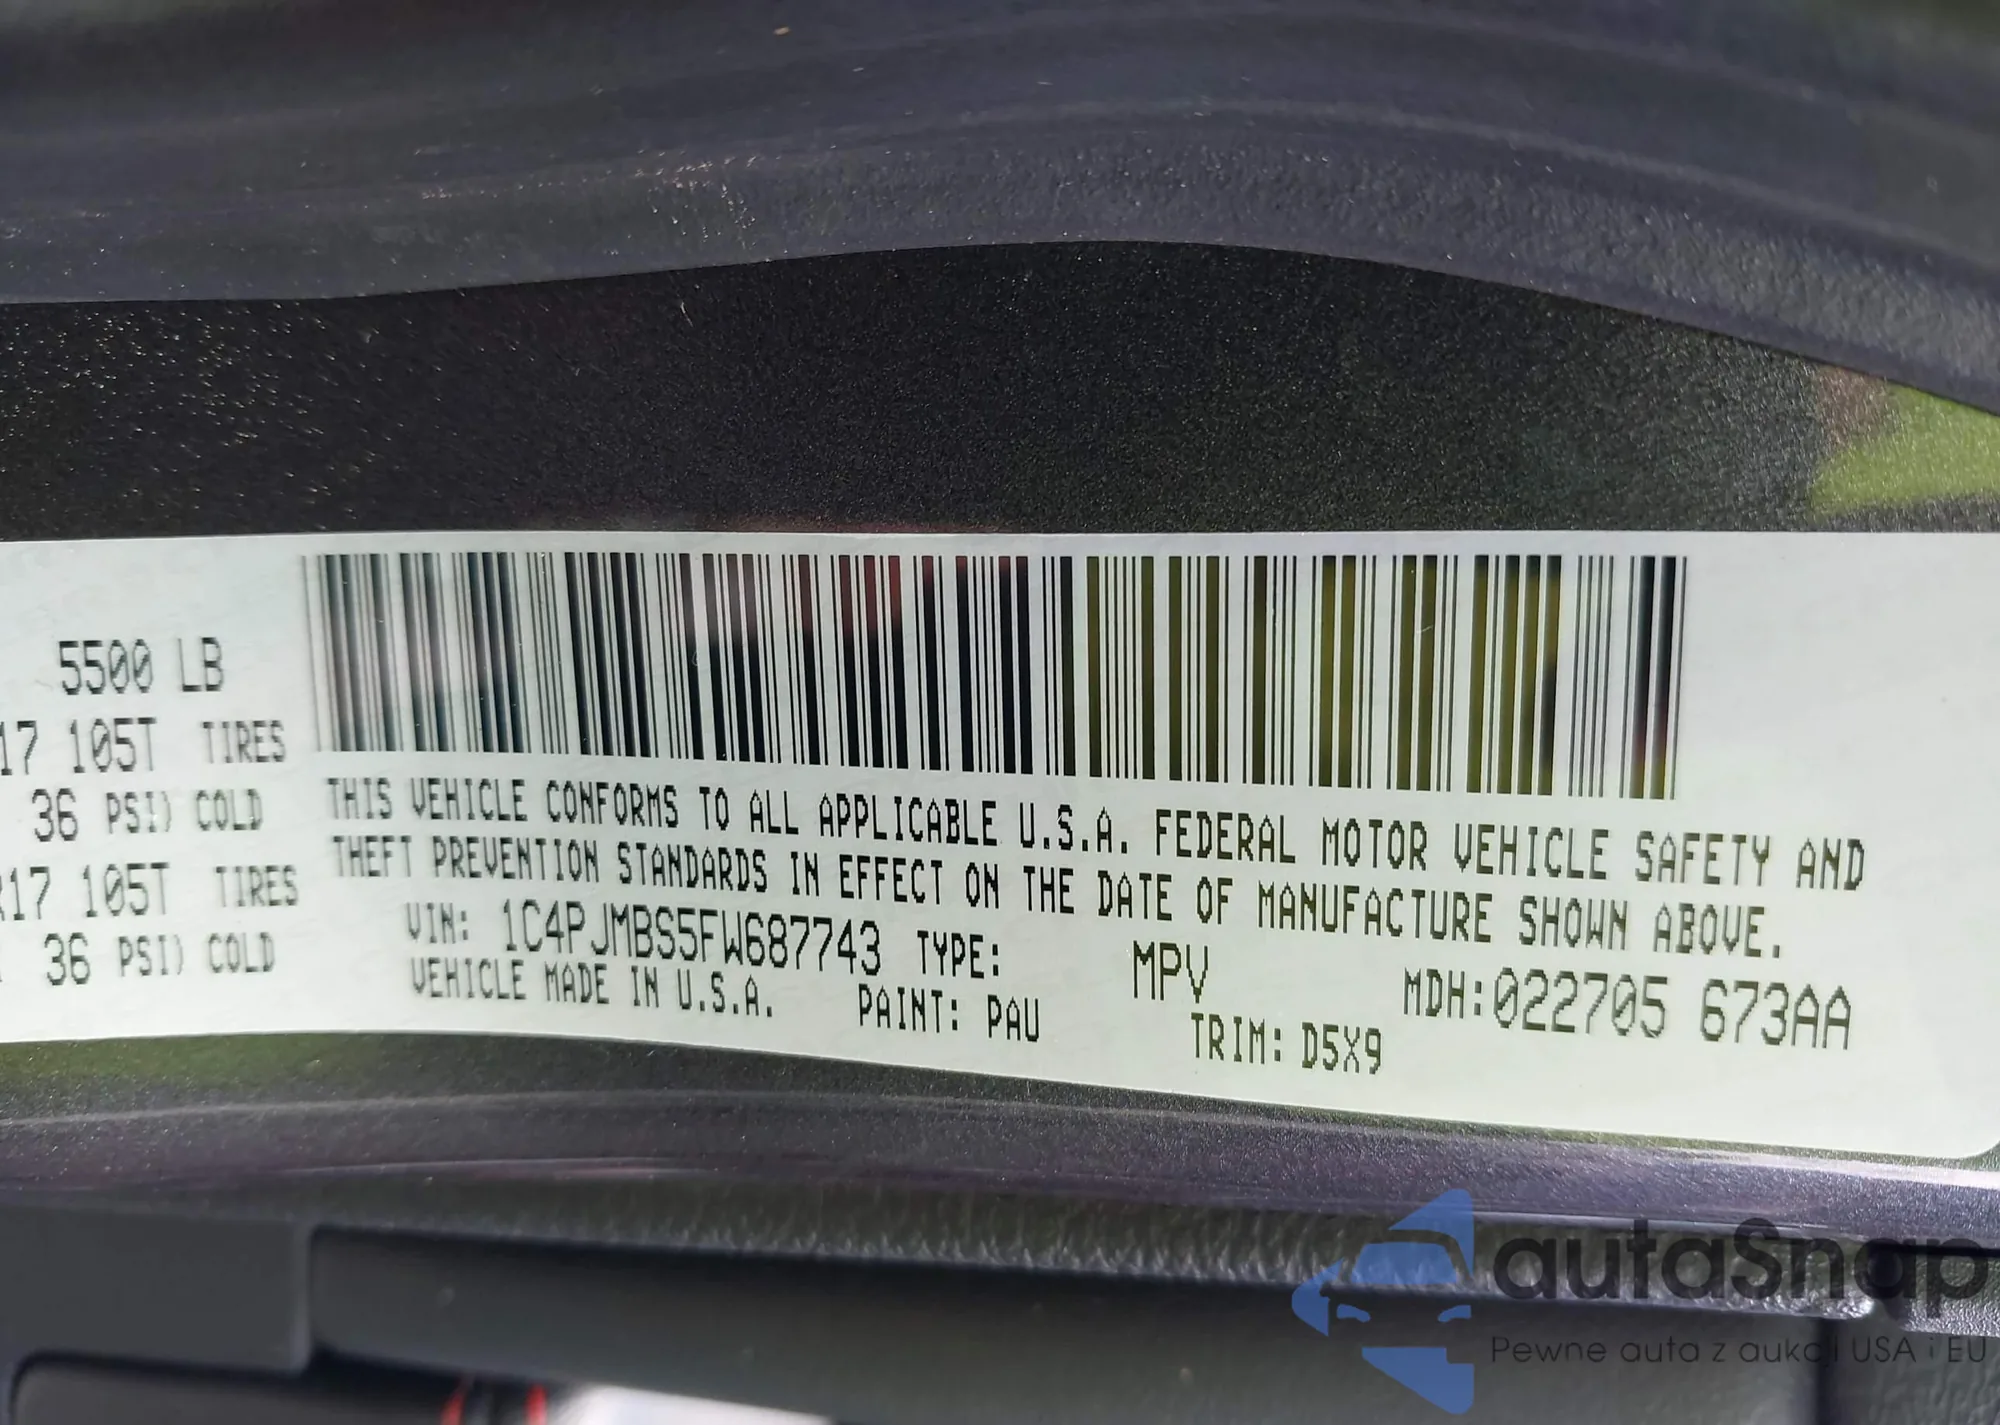 5500 LB
17 105T TIRES
36 PSI) COLD
R17 105T TIRES
36 PSI) COLD
THIS VEHICLE CONFORMS TO ALL APPLICABLE U.S.A. FEDERAL MOTOR VEHICLE SAFETY AND
THEFT PREVENTION STANDARDS IN EFFECT ON THE DATE OF MANUFACTURE SHOWN ABOVE.
VIN: 1C4PJMBS5FW687743 TYPE: MPV MDH:022705 673AA
VEHICLE MADE IN U.S.A. PAINT: PAU TRIM: D5X9
autaSnap
Pewne auta z aukcji USA i EU